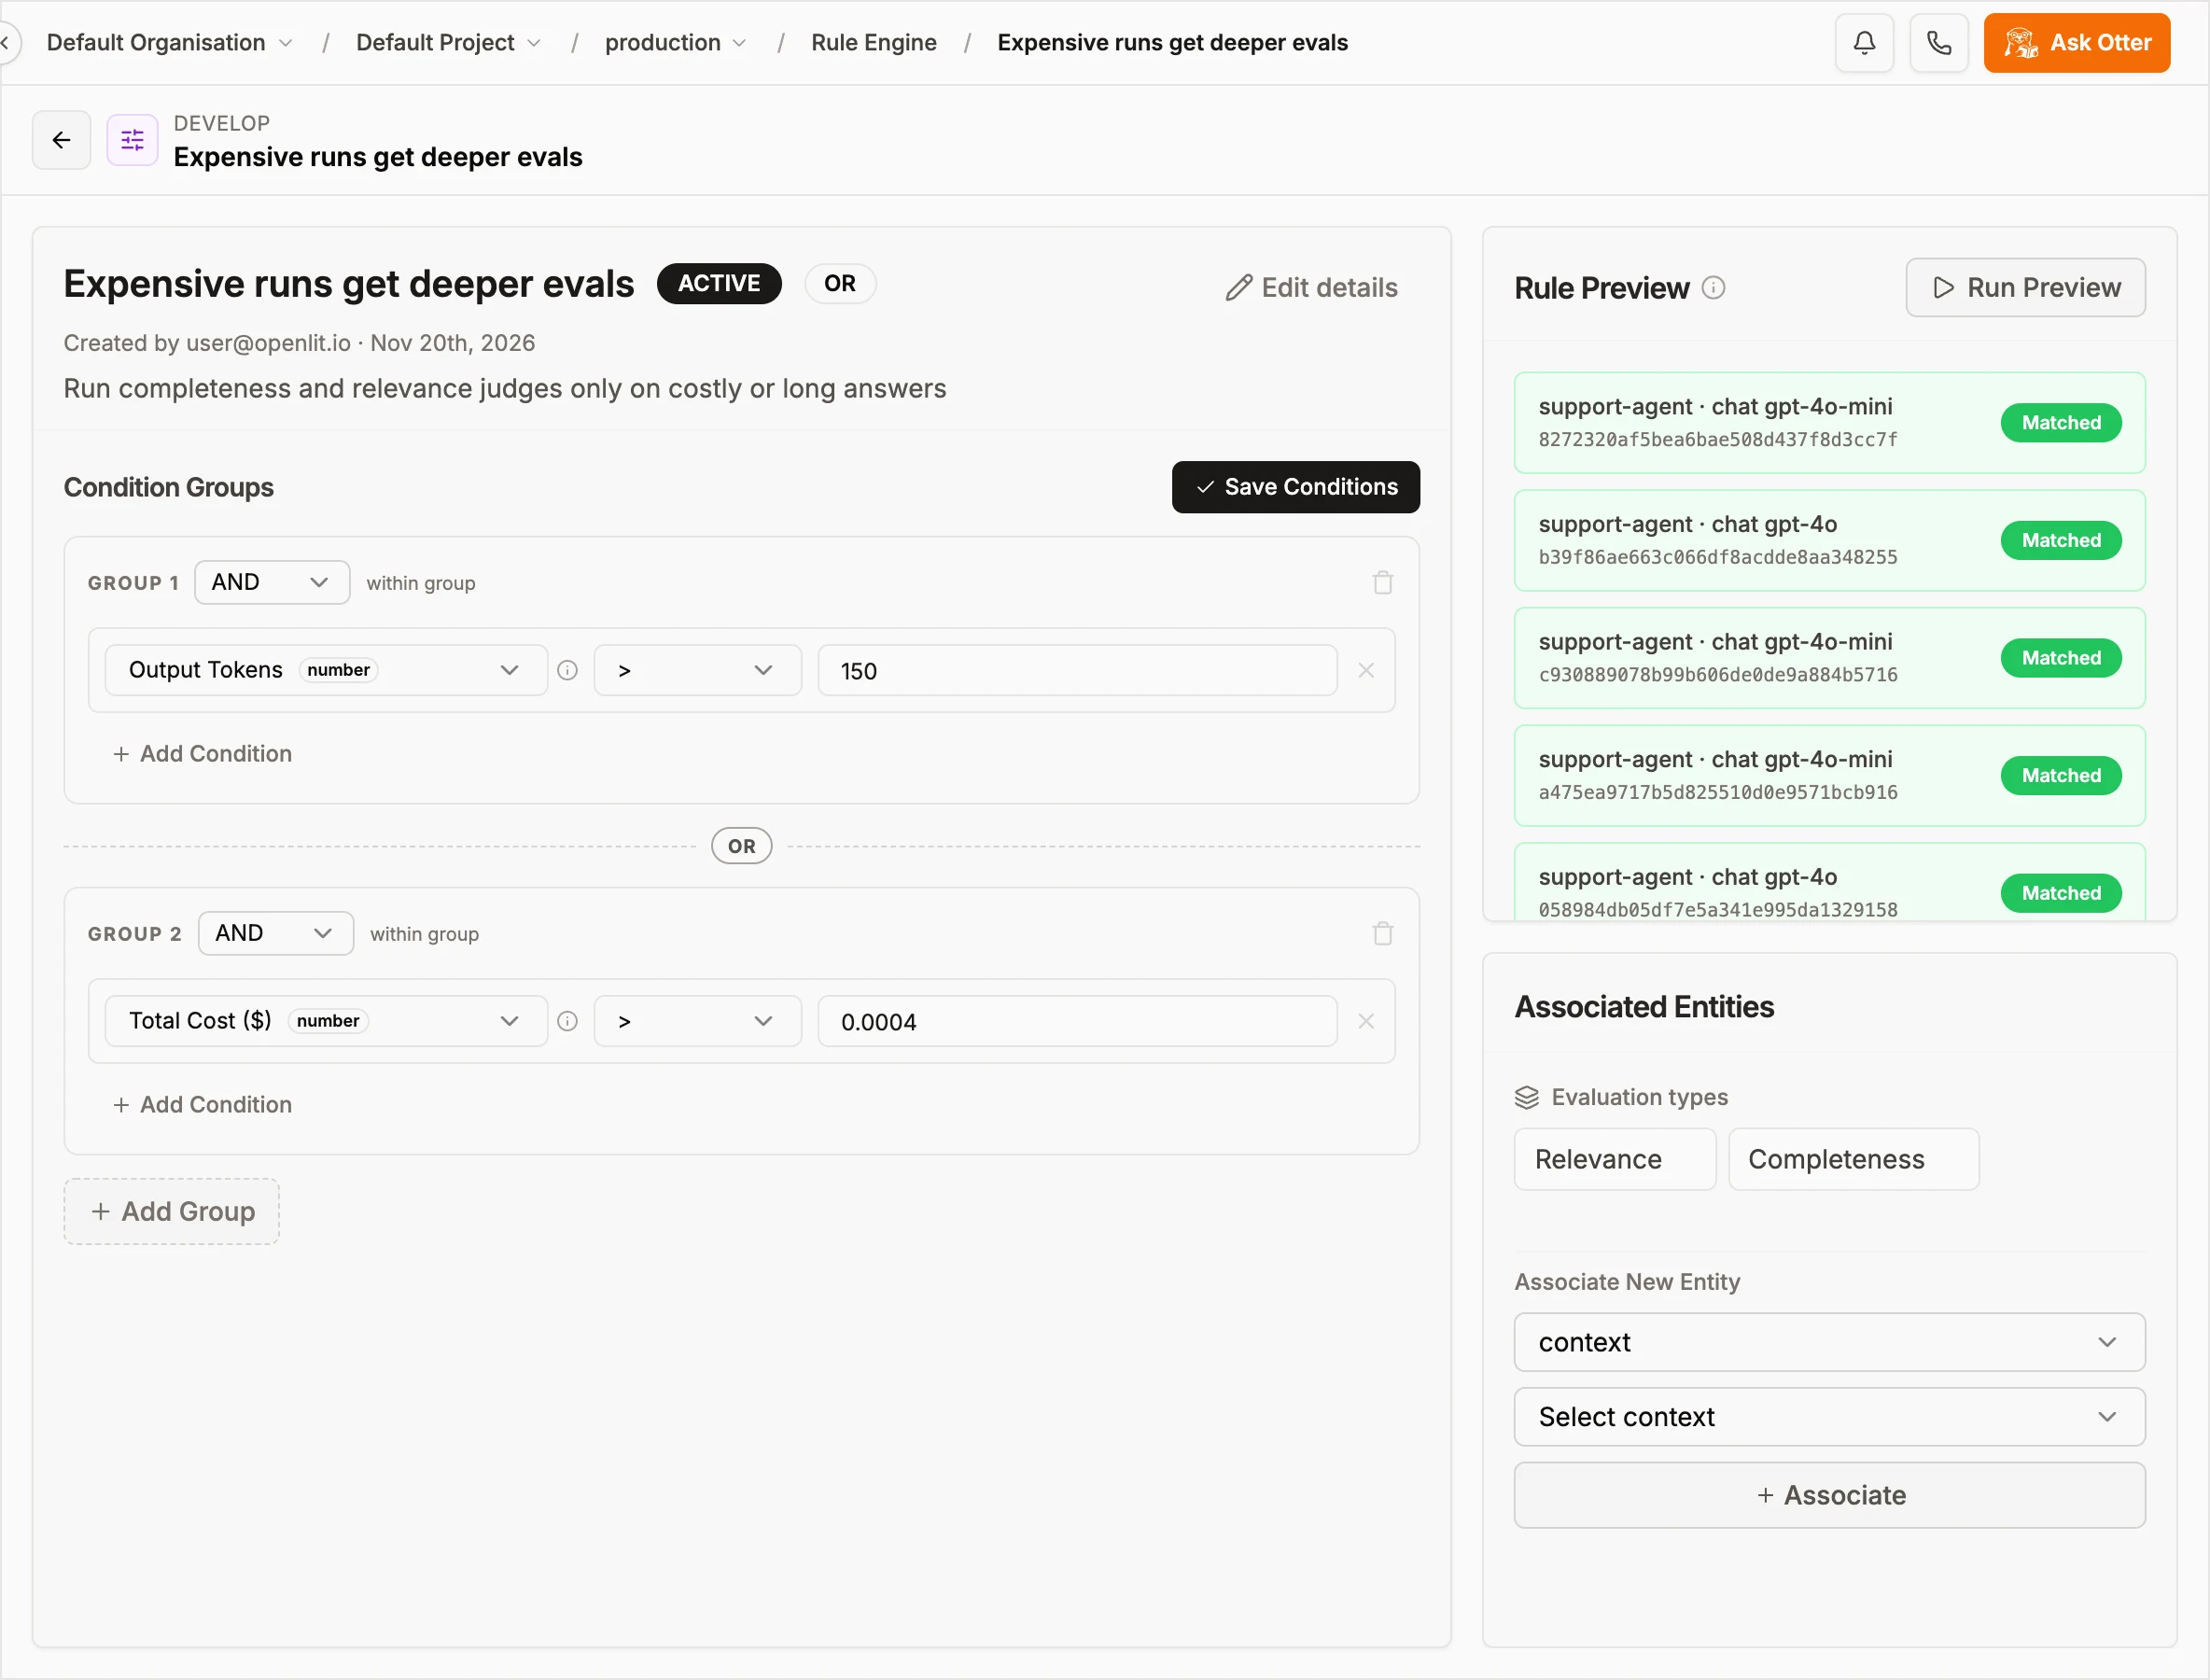 Default Organisation / Default Project / production / Rule Engine / Expensive runs get deeper evals
Ask Otter
DEVELOP
Expensive runs get deeper evals
Expensive runs get deeper evals ACTIVE OR
Edit details
Created by user@openlit.io · Nov 20th, 2026
Run completeness and relevance judges only on costly or long answers
Condition Groups
Save Conditions
GROUP 1 AND within group
Output Tokens number > 150
+ Add Condition
OR
GROUP 2 AND within group
Total Cost ($) number > 0.0004
+ Add Condition
+ Add Group
Rule Preview
Run Preview
support-agent · chat gpt-4o-mini
8272320af5bea6bae508d437f8d3cc7f
Matched
support-agent · chat gpt-4o
b39f86ae663c066df8acdde8aa348255
Matched
support-agent · chat gpt-4o-mini
c930889078b99b606de0de9a884b5716
Matched
support-agent · chat gpt-4o-mini
a475ea9717b5d825510d0e9571bcb916
Matched
support-agent · chat gpt-4o
058984db05df7e5a341e995da1329158
Matched
Associated Entities
Evaluation types
Relevance
Completeness
Associate New Entity
context
Select context
+ Associate